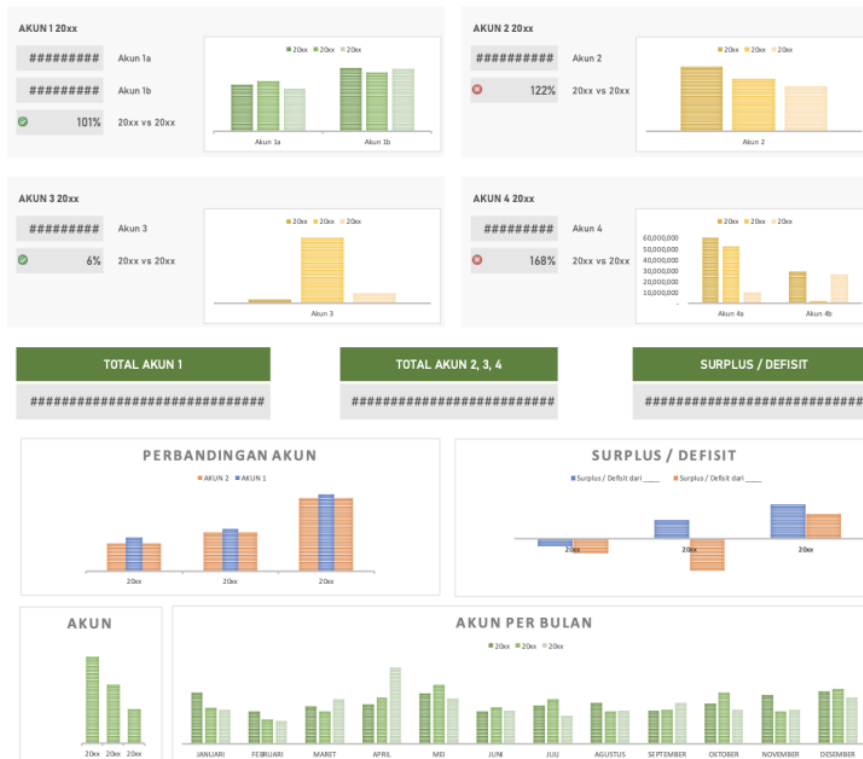 AKUN 1 20xx
#########
Akun 1a
#########
Akun 1b
101%
20xx vs 20xx
20xx 20xx 20xx
Akun 1a Akun 1b
AKUN 2 20xx
##########
Akun 2
122%
20xx vs 20xx
20xx 20xx 20xx
Akun 2
AKUN 3 20xx
#########
Akun 3
6%
20xx vs 20xx
20xx 20xx 20xx
Akun 3
AKUN 4 20xx
#########
Akun 4
168%
20xx vs 20xx
20xx 20xx 20xx
60,000,000
50,000,000
40,000,000
30,000,000
20,000,000
10,000,000
-
Akun 4a Akun 4b
TOTAL AKUN 1
##############################
TOTAL AKUN 2, 3, 4
##########################
SURPLUS / DEFISIT
############################
PERBANDINGAN AKUN
AKUN 2 AKUN 1
20xx 20xx 20xx
SURPLUS / DEFISIT
Surplus / Defisit dari _____ Surplus / Defisit dari _____
20xx 20xx 20xx
AKUN
20xx 20xx 20xx
AKUN PER BULAN
20xx 20xx 20xx
JANUARI FEBRUARI MARET APRIL MEI JUNI JULI AGUSTUS SEPTEMBER OKTOBER NOVEMBER DESEMBER